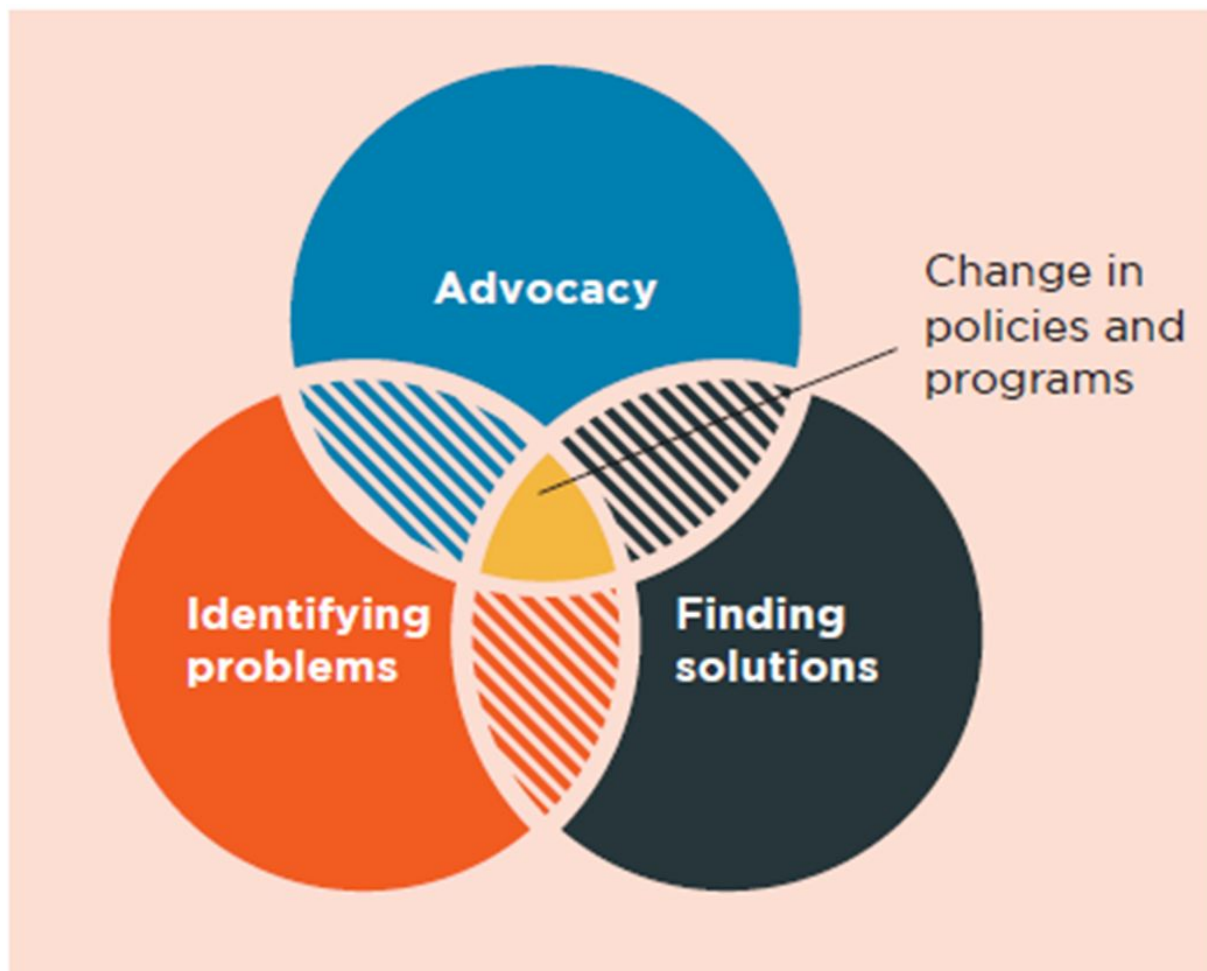 Advocacy
Change in
policies and
programs
Identifying
problems
Finding
solutions